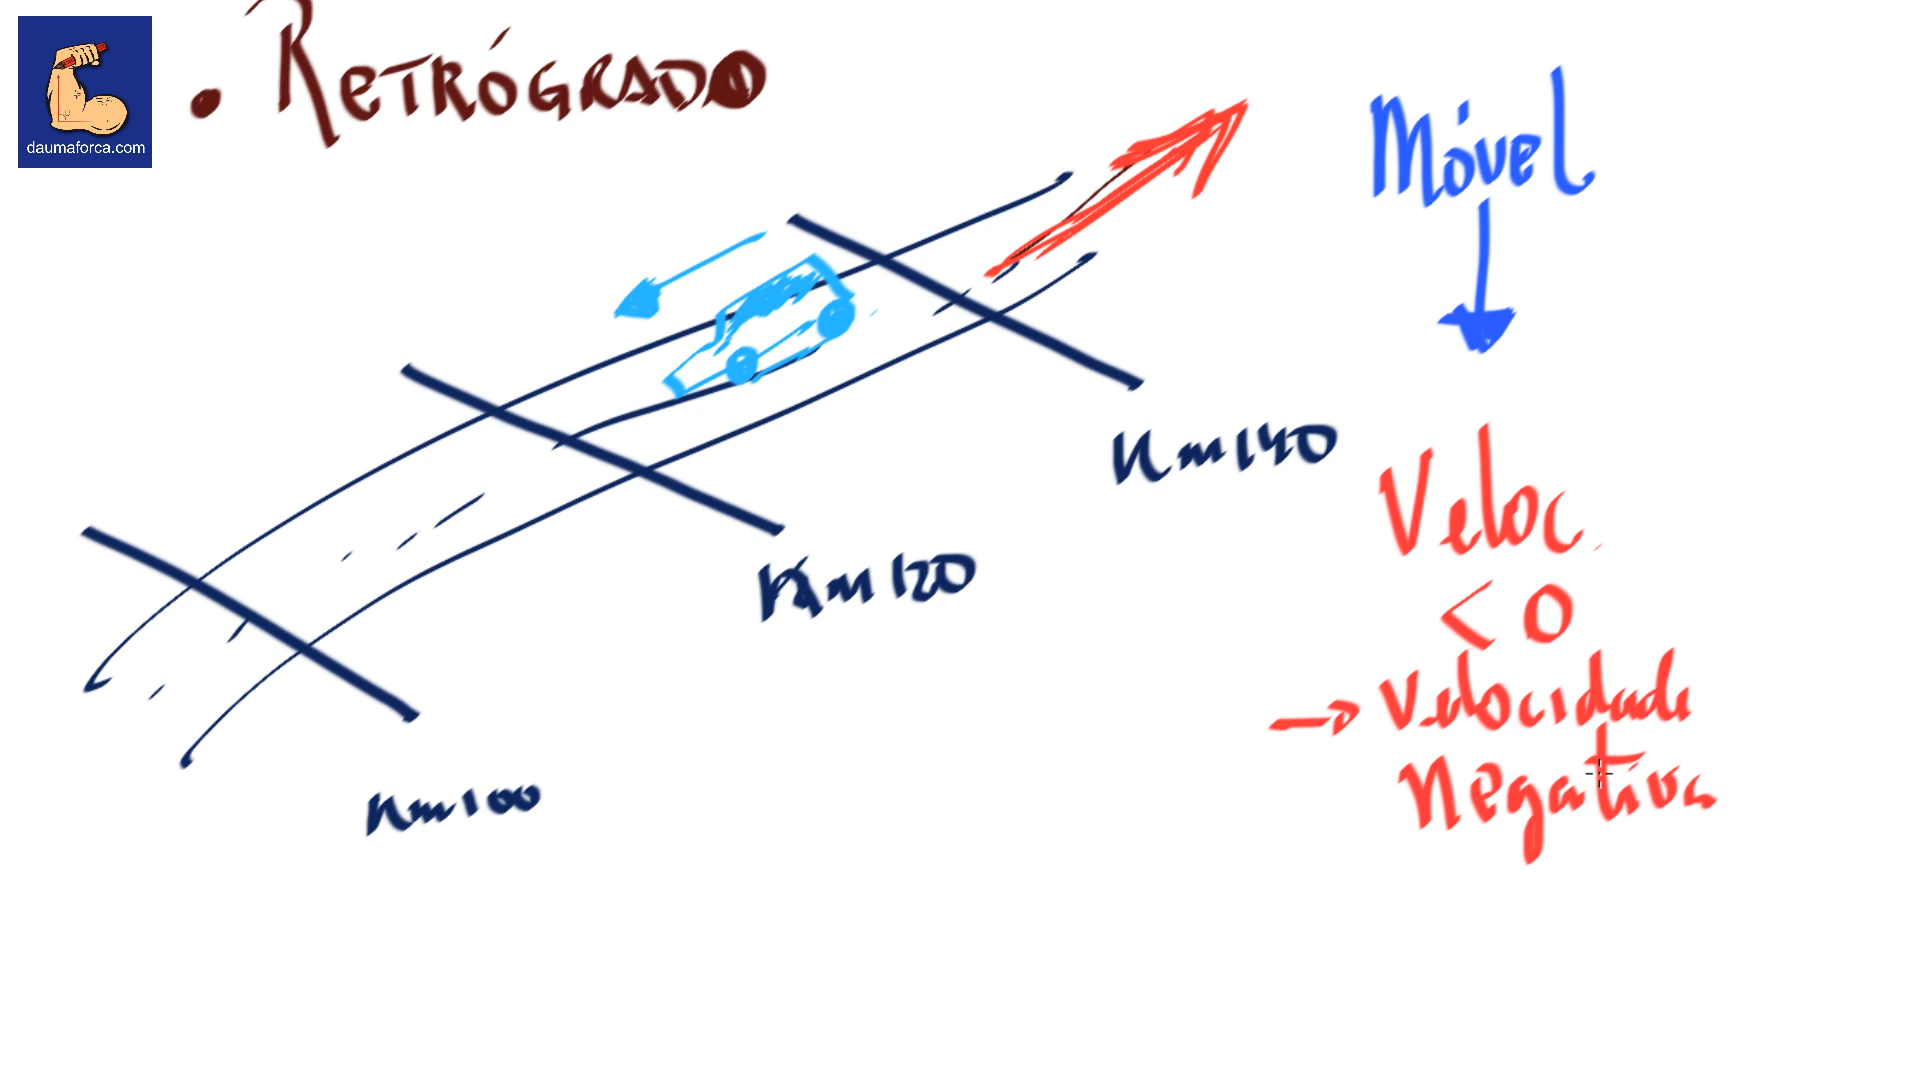 daumaforca.com
• RETRÓGRADO
Móvel
Km 140
Veloc.
Km 120
< 0
→ Velocidade
Negativa
Km 100